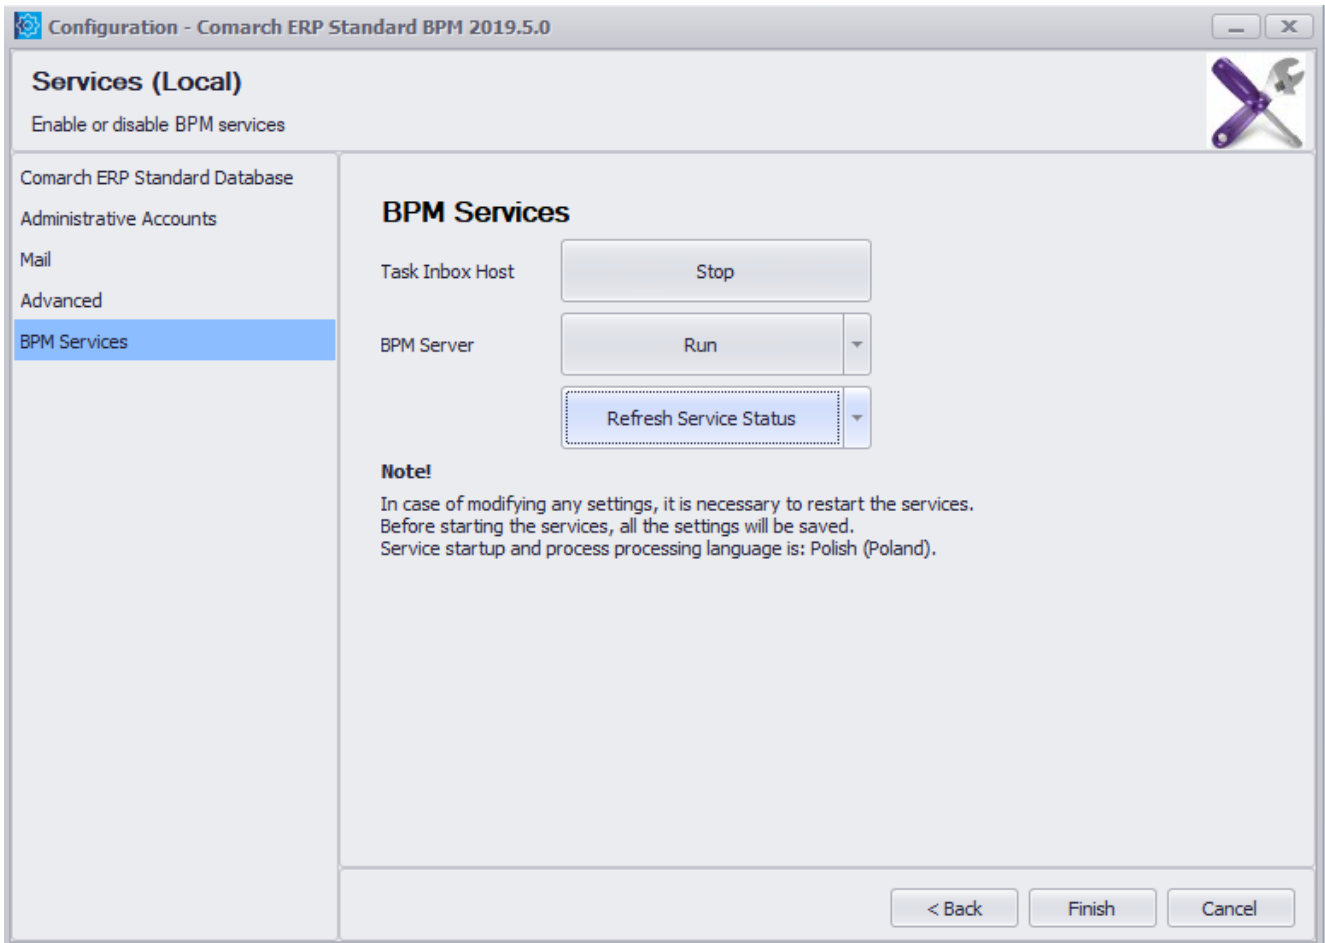 Configuration - Comarch ERP Standard BPM 2019.5.0
Services (Local)
Enable or disable BPM services
Comarch ERP Standard Database
Administrative Accounts
Mail
Advanced
BPM Services
BPM Services
Task Inbox Host
Stop
BPM Server
Run
Refresh Service Status
Note!
In case of modifying any settings, it is necessary to restart the services.
Before starting the services, all the settings will be saved.
Service startup and process processing language is: Polish (Poland).
< Back
Finish
Cancel